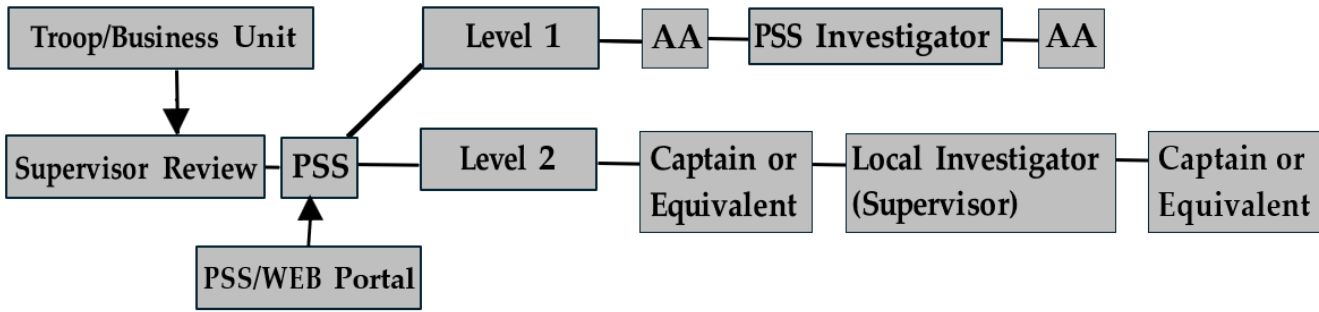 Troop/Business Unit
Level 1
AA
PSS Investigator
AA
Supervisor Review
PSS
Level 2
Captain or
Equivalent
Local Investigator
(Supervisor)
Captain or
Equivalent
PSS/WEB Portal